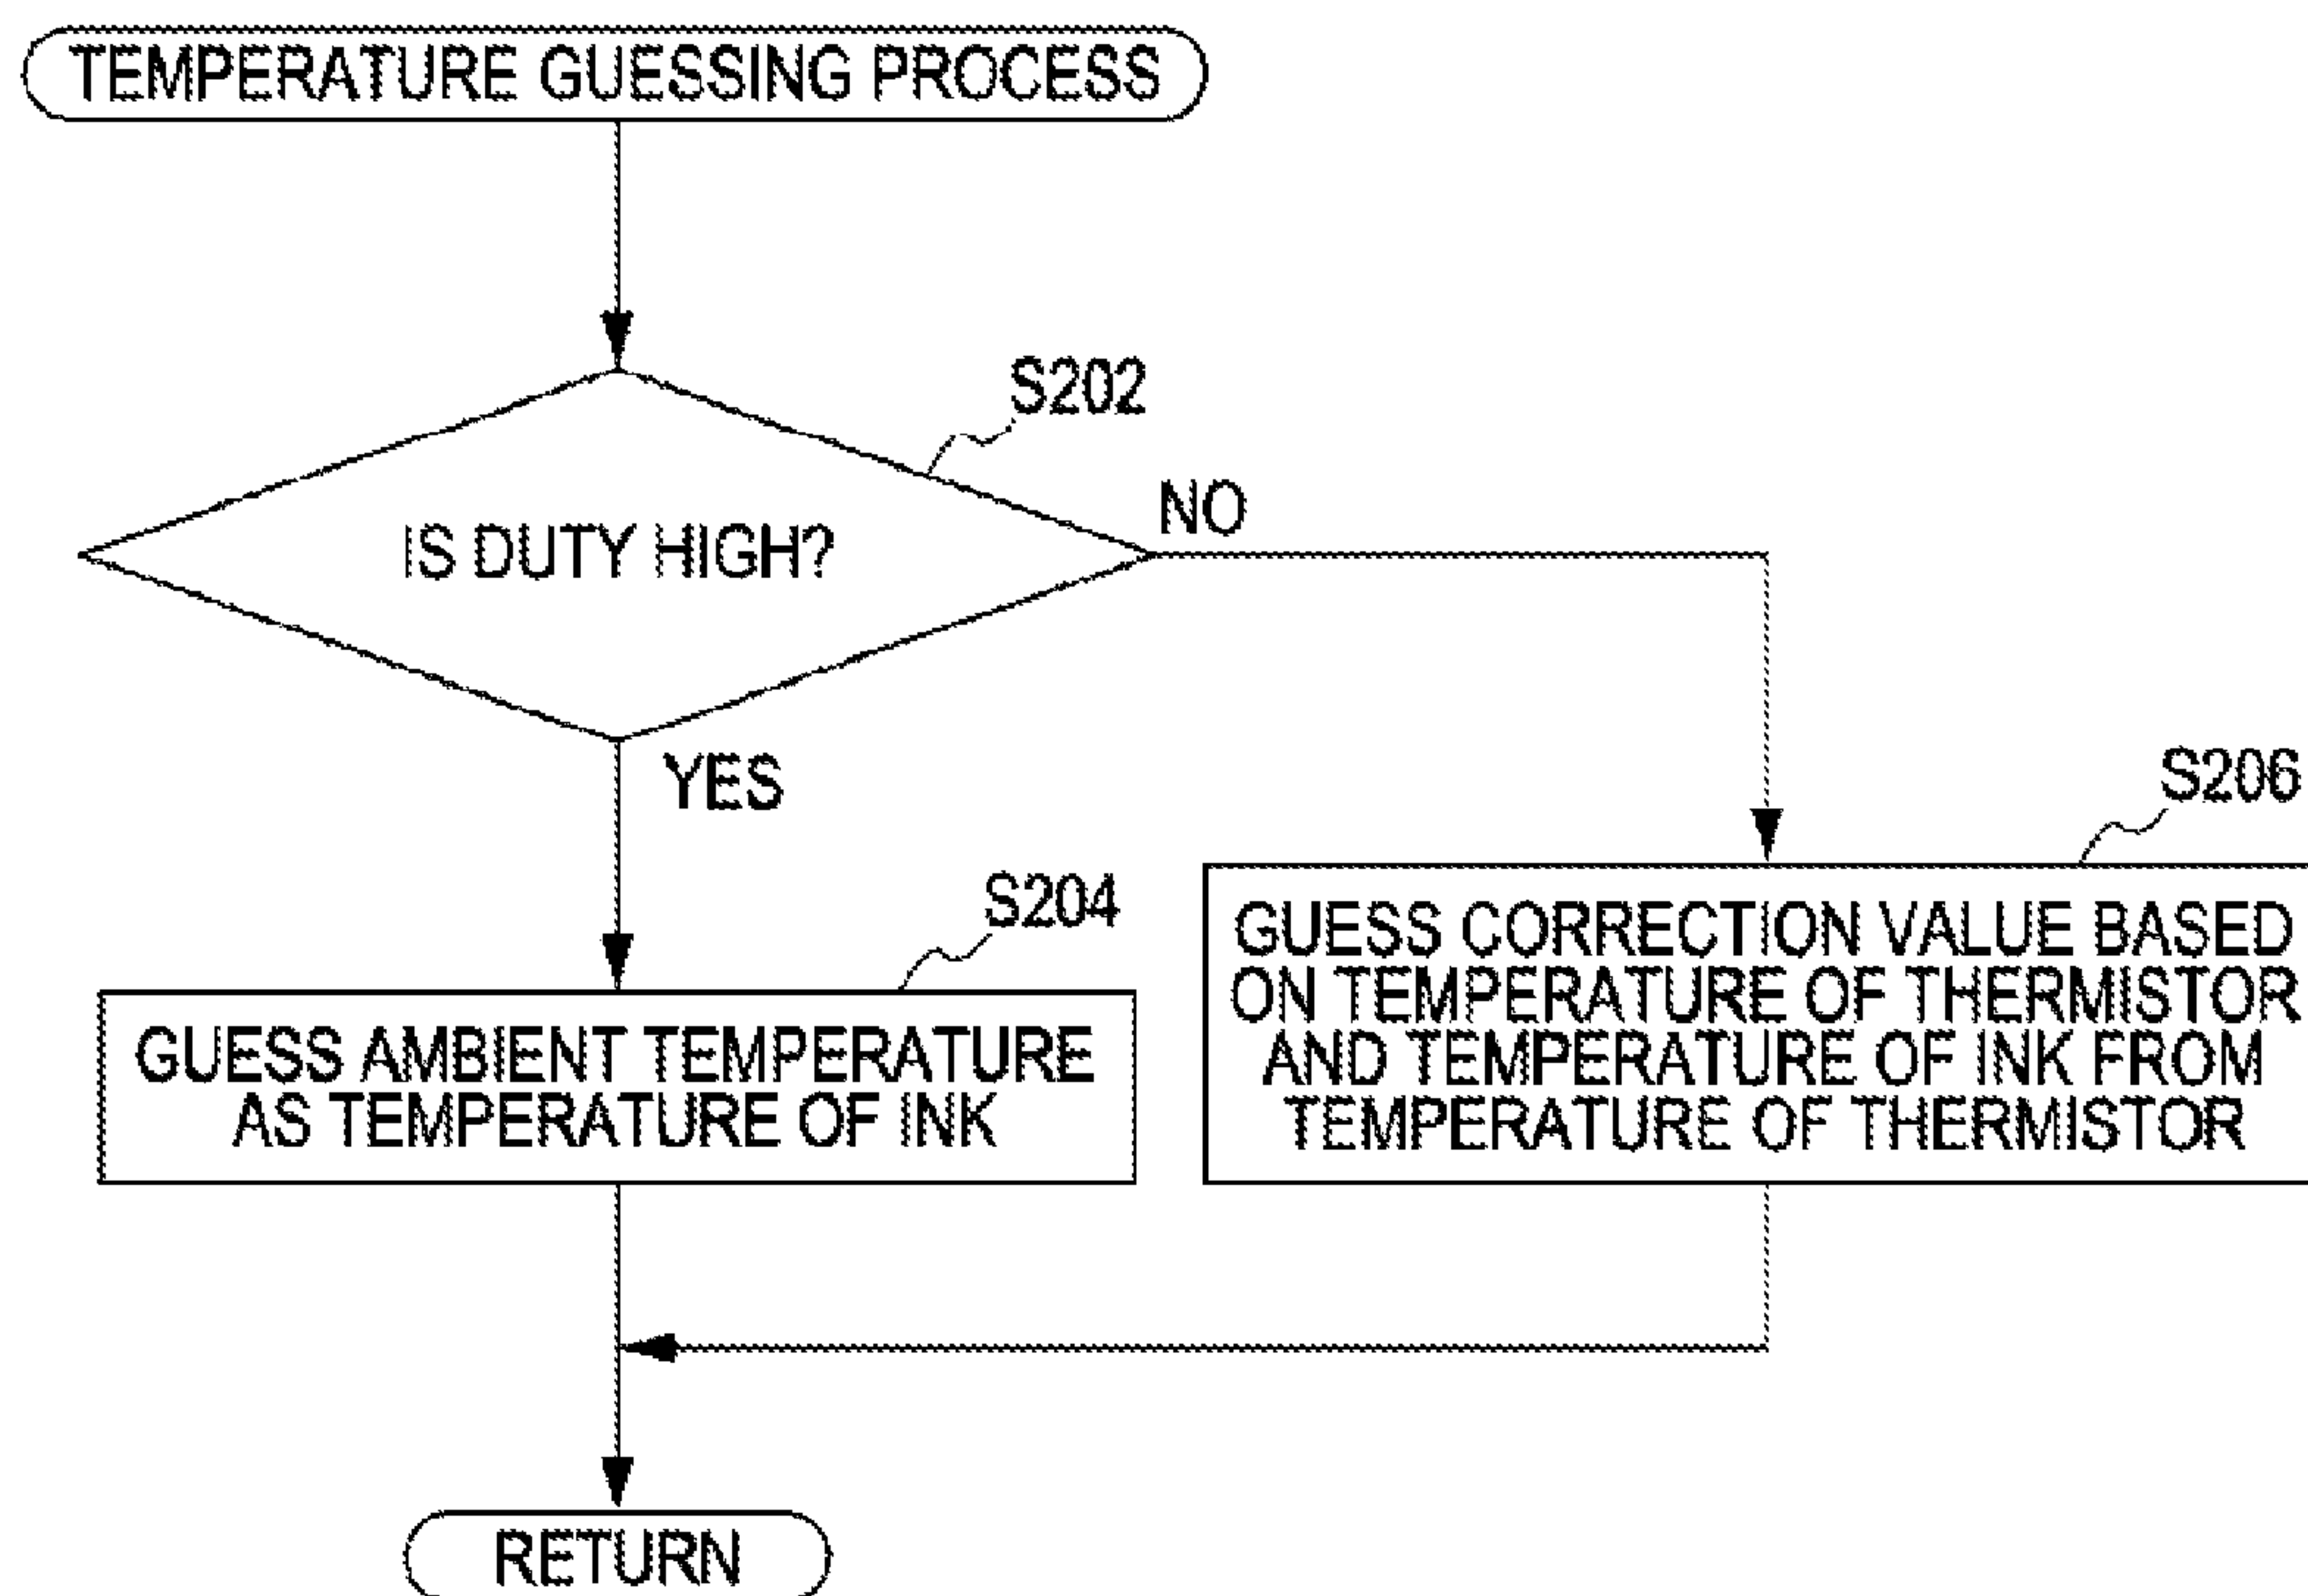 TEMPERATURE GUESSING PROCESS
S202
NO
IS DUTY HIGH?
YES
S206
S204
GUESS CORRECTION VALUE BASED
ON TEMPERATURE OF THERMISTOR
AND TEMPERATURE OF INK FROM
TEMPERATURE OF THERMISTOR
GUESS AMBIENT TEMPERATURE
AS TEMPERATURE OF INK
RETURN